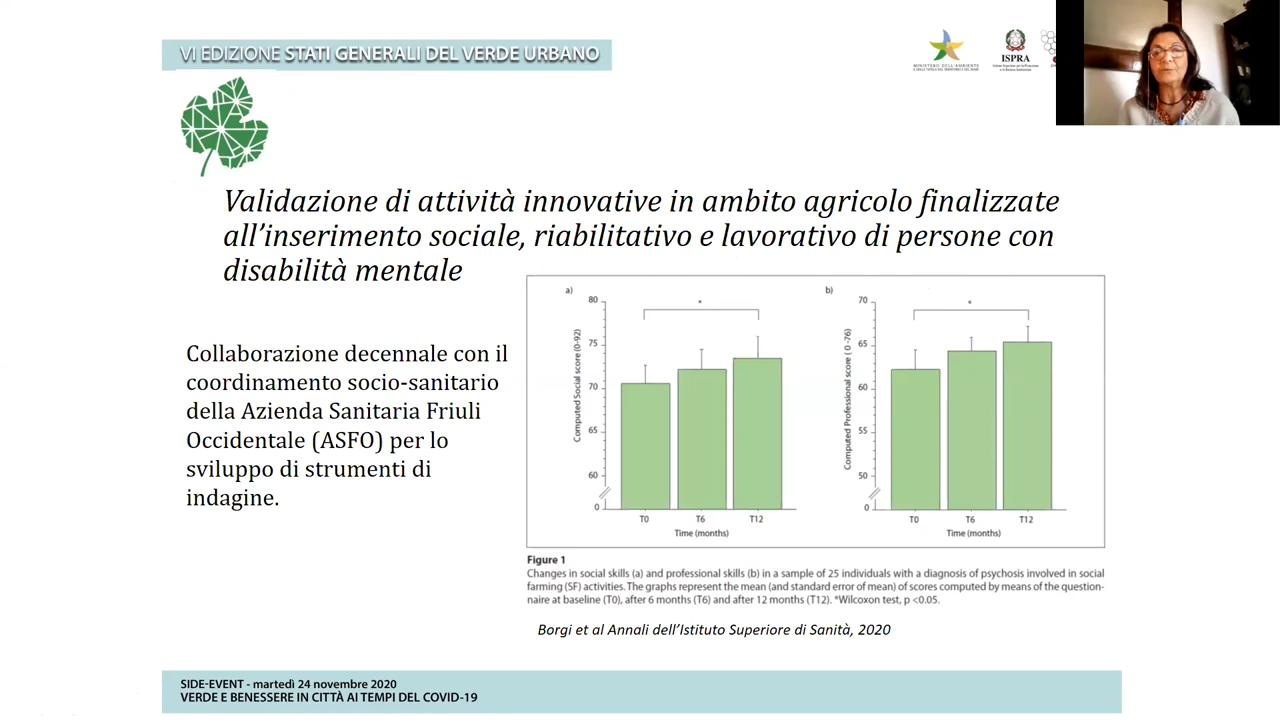 VI EDIZIONE STATI GENERALI DEL VERDE URBANO
MINISTERO DELL'AMBIENTE
ISPRA
Validazione di attività innovative in ambito agricolo finalizzate
all'inserimento sociale, riabilitativo e lavorativo di persone con
disabilità mentale
Collaborazione decennale con il
coordinamento socio-sanitario
della Azienda Sanitaria Friuli
Occidentale (ASFO) per lo
sviluppo di strumenti di
indagine.
a)
*
Computed Social score (0-92)
80
75
70
65
60
0
T0 T6 T12
Time (months)
b)
*
Computed Professional score ( 0 -76)
70
65
60
55
50
0
T0 T6 T12
Time (months)
Figure 1
Changes in social skills (a) and professional skills (b) in a sample of 25 individuals with a diagnosis of psychosis involved in social
farming (SF) activities. The graphs represent the mean (and standard error of mean) of scores computed by means of the question-
naire at baseline (T0), after 6 months (T6) and after 12 months (T12). *Wilcoxon test, p <0.05.
Borgi et al Annali dell'Istituto Superiore di Sanità, 2020
SIDE-EVENT - martedì 24 novembre 2020
VERDE E BENESSERE IN CITTÀ AI TEMPI DEL COVID-19